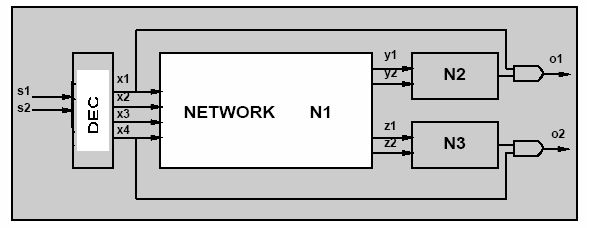 s1
s2
DEC
x1
x2
x3
x4
NETWORK N1
y1
y2
N2
o1
z1
z2
N3
o2